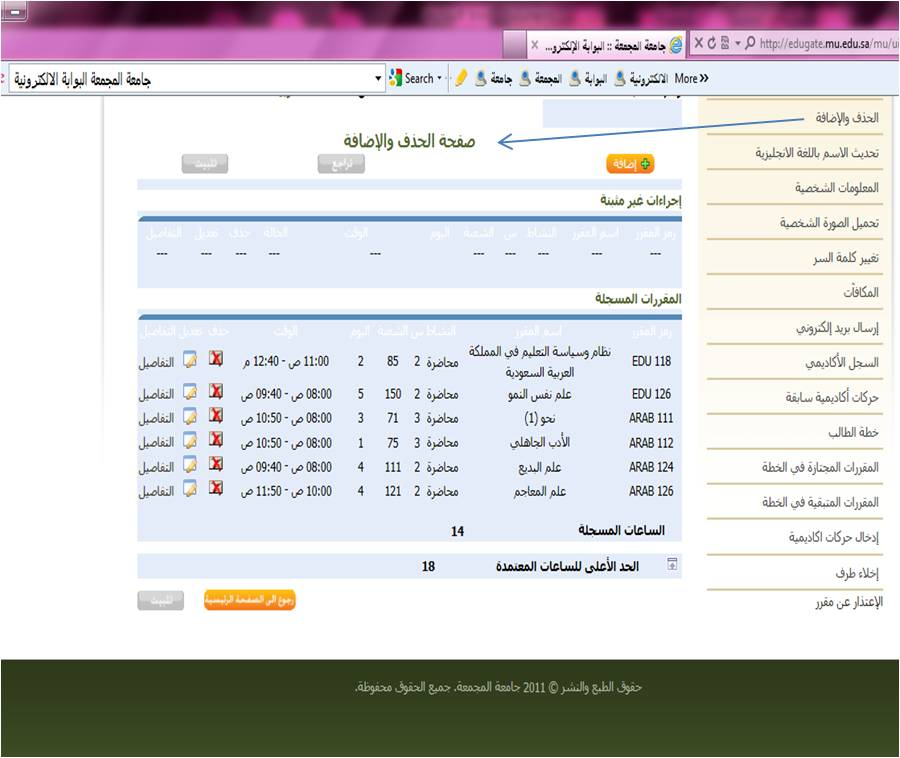 جامعة المجمعة :: البوابة الإلكترو...
http://edugate.mu.edu.sa/mu/ui
جامعة المجمعة البوابة الالكترونية
Search
جامعة
المجمعة
البوابة
الالكترونية
More »
الحذف والإضافة
تحديث الاسم باللغة الانجليزية
المعلومات الشخصية
تحميل الصورة الشخصية
تغيير كلمة السر
المكافآت
إرسال بريد إلكتروني
السجل الأكاديمي
حركات أكاديمية سابقة
خطة الطالب
المقررات المجتازة في الخطة
المقررات المتبقية في الخطة
إدخال حركات اكاديمية
إخلاء طرف
الإعتذار عن مقرر
صفحة الحذف والإضافة
إضافة
تراجع
تثبيت
إجراءات غير مثبتة
رمز المقرر اسم المقرر النشاط س الشعبة اليوم الوقت الحالة حذف تعديل التفاصيل
--- --- --- --- --- --- --- --- --- --- ---
المقررات المسجلة
رمز المقرر اسم المقرر النشاط س الشعبة اليوم الوقت حذف تعديل التفاصيل
EDU 118 نظام وسياسة التعليم في المملكة العربية السعودية محاضرة 2 85 2 11:00 ص - 12:40 م التفاصيل
EDU 126 علم نفس النمو محاضرة 2 150 5 08:00 ص - 09:40 ص التفاصيل
ARAB 111 نحو (1) محاضرة 3 71 3 08:00 ص - 10:50 ص التفاصيل
ARAB 112 الأدب الجاهلي محاضرة 3 75 1 08:00 ص - 10:50 ص التفاصيل
ARAB 124 علم البديع محاضرة 2 111 4 08:00 ص - 09:40 ص التفاصيل
ARAB 126 علم المعاجم محاضرة 2 121 4 10:00 ص - 11:50 ص التفاصيل
الساعات المسجلة 14
الحد الأعلى للساعات المعتمدة 18
رجوع الى الصفحة الرئيسية
تثبيت
حقوق الطبع والنشر © 2011 جامعة المجمعة. جميع الحقوق محفوظة.